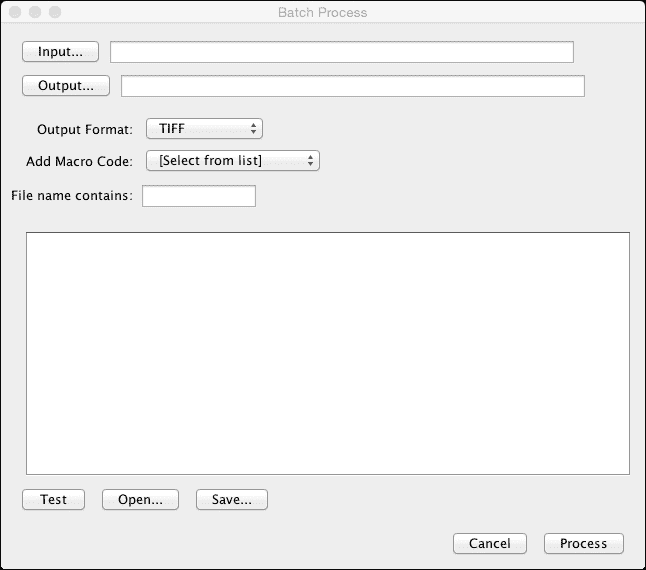 Batch Process
Input...
Output...
Output Format: TIFF
Add Macro Code: [Select from list]
File name contains:
Test Open... Save...
Cancel Process